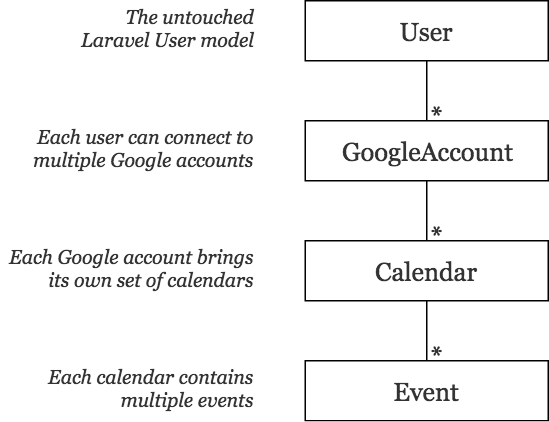 The untouched
Laravel User model
User
*
Each user can connect to
multiple Google accounts
GoogleAccount
*
Each Google account brings
its own set of calendars
Calendar
*
Each calendar contains
multiple events
Event